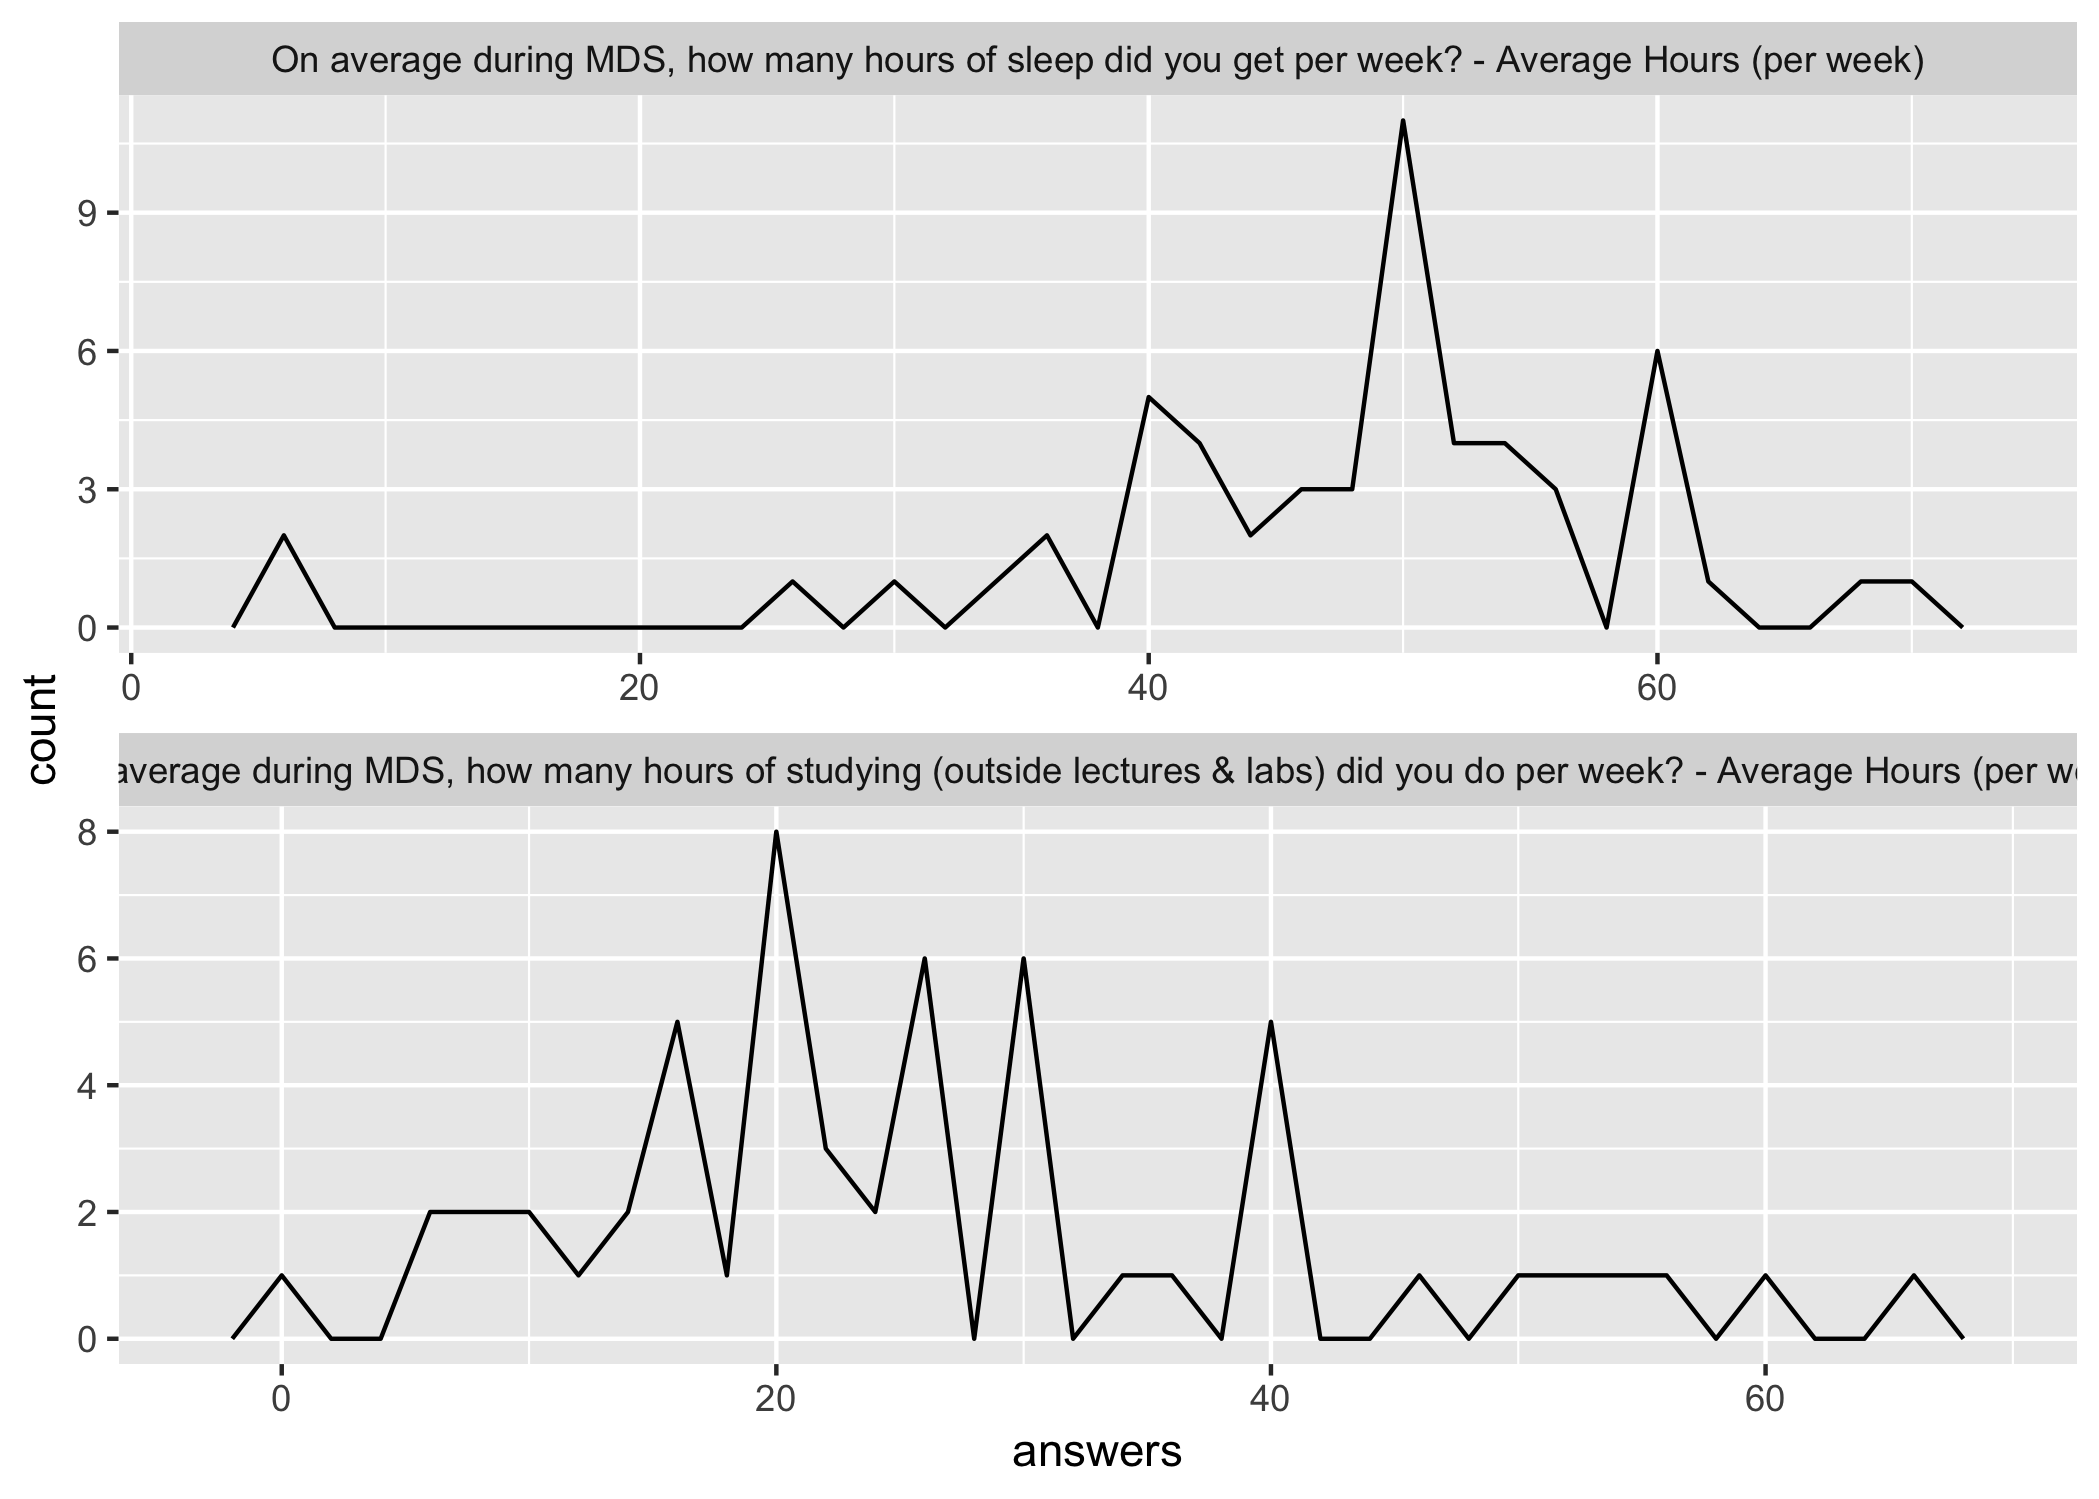 On average during MDS, how many hours of sleep did you get per week? - Average Hours (per week)
9
6
3
0
0 20 40 60
count
average during MDS, how many hours of studying (outside lectures & labs) did you do per week? - Average Hours (per
8
6
4
2
0
0 20 40 60
answers